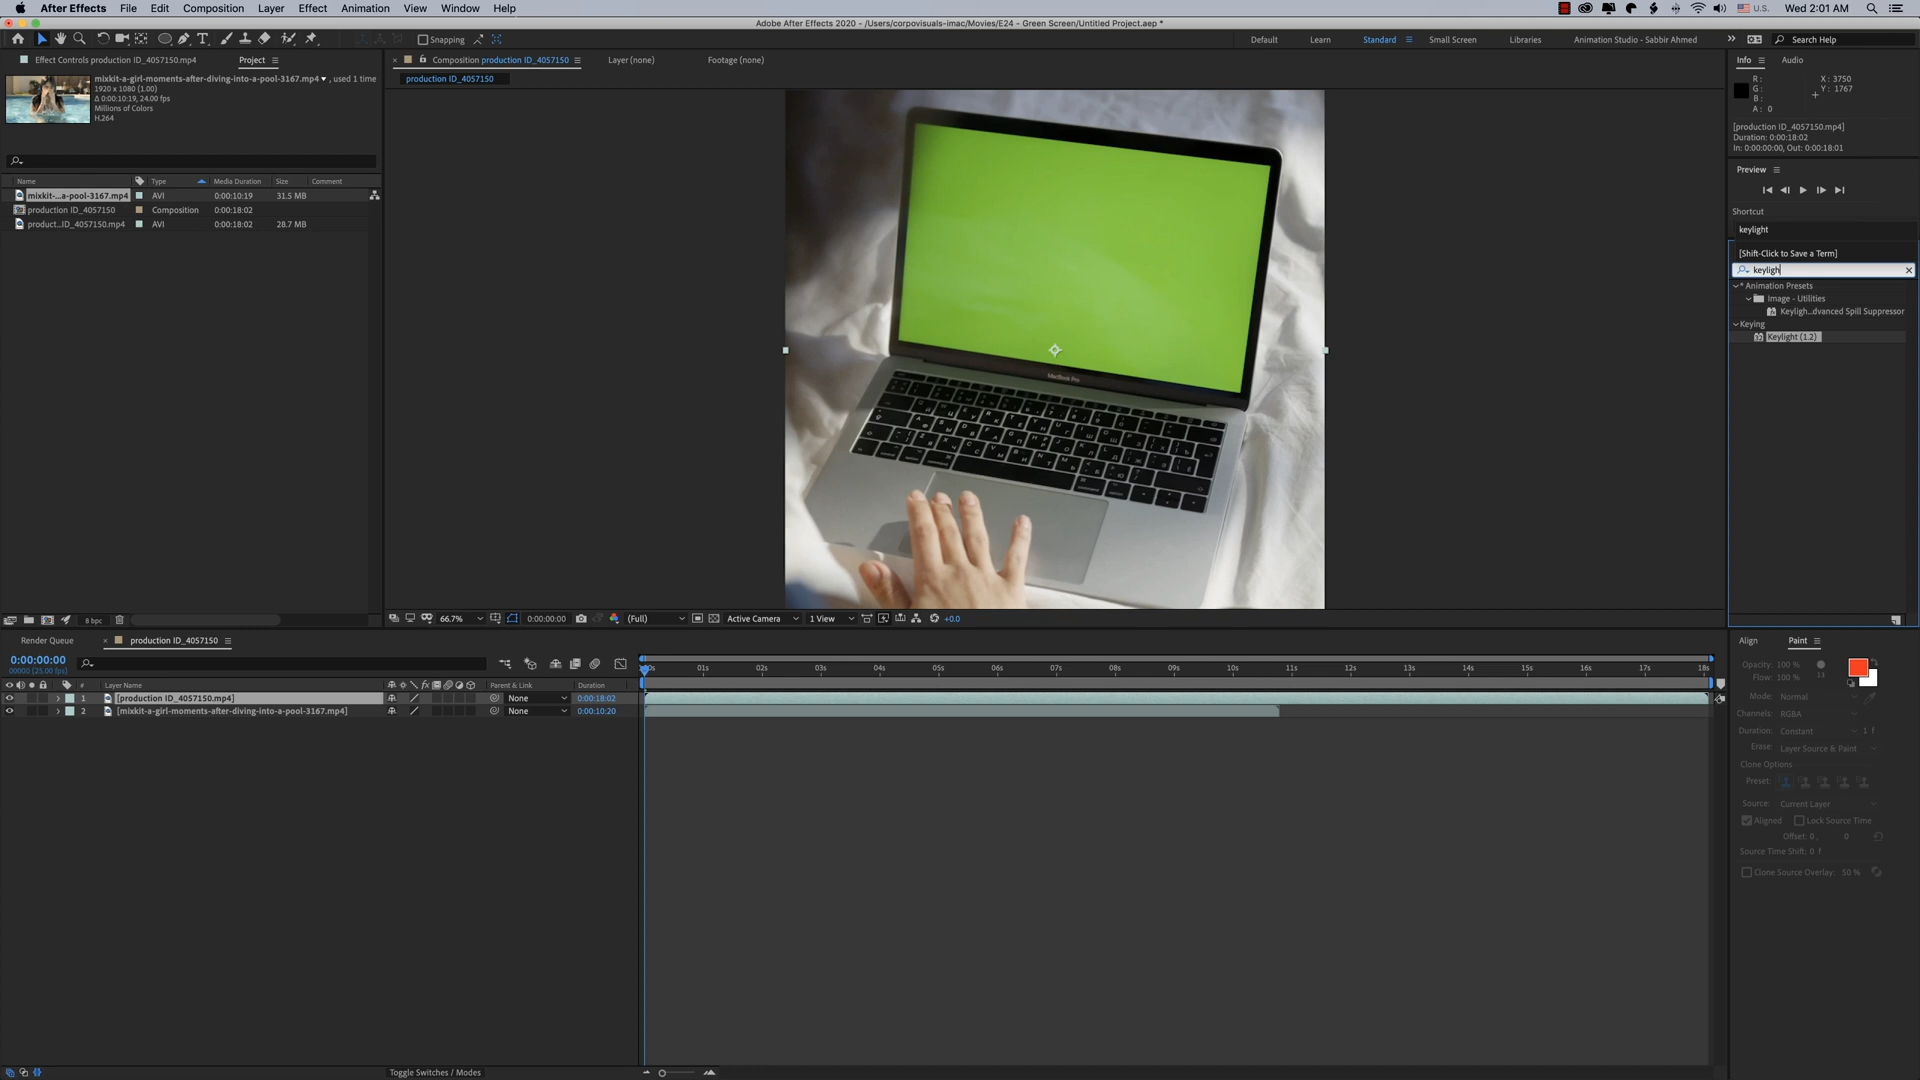 After Effects File Edit Composition Layer Effect Animation View Window Help U.S. Wed 2:01 AM
Adobe After Effects 2020 - /Users/corpovisuals-imac/Movies/E24 - Green Screen/Untitled Project.aep *
Snapping Default Learn Standard Small Screen Libraries Animation Studio - Sabbir Ahmed Search Help
Effect Controls production ID_4057150.mp4 Project Composition production ID_4057150 Layer (none) Footage (none) Info Audio
mixkit-a-girl-moments-after-diving-into-a-pool-3167.mp4 , used 1 time
1920 x 1080 (1.00)
Δ 0:00:10:19, 24.00 fps)
Millions of Colors
H.264
production ID_4057150
R : X : 3750
G : Y : 1767
B :
A : 0
[production ID_4057150.mp4]
Duration: 0:00:18:02
In: 0:00:00:00, Out: 0:00:18:01
Preview
Shortcut
keylight
[Shift-Click to Save a Term]
keyligh
* Animation Presets
Image - Utilities
Keyligh...dvanced Spill Suppressor
Keying
Keylight (1.2)
Name Type Media Duration Size Comment
mixkit-...a-pool-3167.mp4 AVI 0:00:10:19 31.5 MB
production ID_4057150 Composition 0:00:18:02
product...ID_4057150.mp4 AVI 0:00:18:02 28.7 MB
MacBook Pro
8 bpc 66.7% 0:00:00:00 (Full) Active Camera 1 View +0.0
Render Queue production ID_4057150
0:00:00:00
00000 (25.00 fps)
01s 02s 03s 04s 05s 06s 07s 08s 09s 10s 11s 12s 13s 14s 15s 16s 17s 18s
# Layer Name Parent & Link Duration
1 [production ID_4057150.mp4] None 0:00:18:02
2 [mixkit-a-girl-moments-after-diving-into-a-pool-3167.mp4] None 0:00:10:20
Align Paint
Opacity: 100 %
Flow: 100 % 13
Mode: Normal
Channels: RGBA
Duration: Constant 1 f
Erase: Layer Source & Paint
Clone Options
Preset:
Source: Current Layer
Aligned Lock Source Time
Offset: 0 , 0
Source Time Shift: 0 f
Clone Source Overlay: 50 %
Toggle Switches / Modes